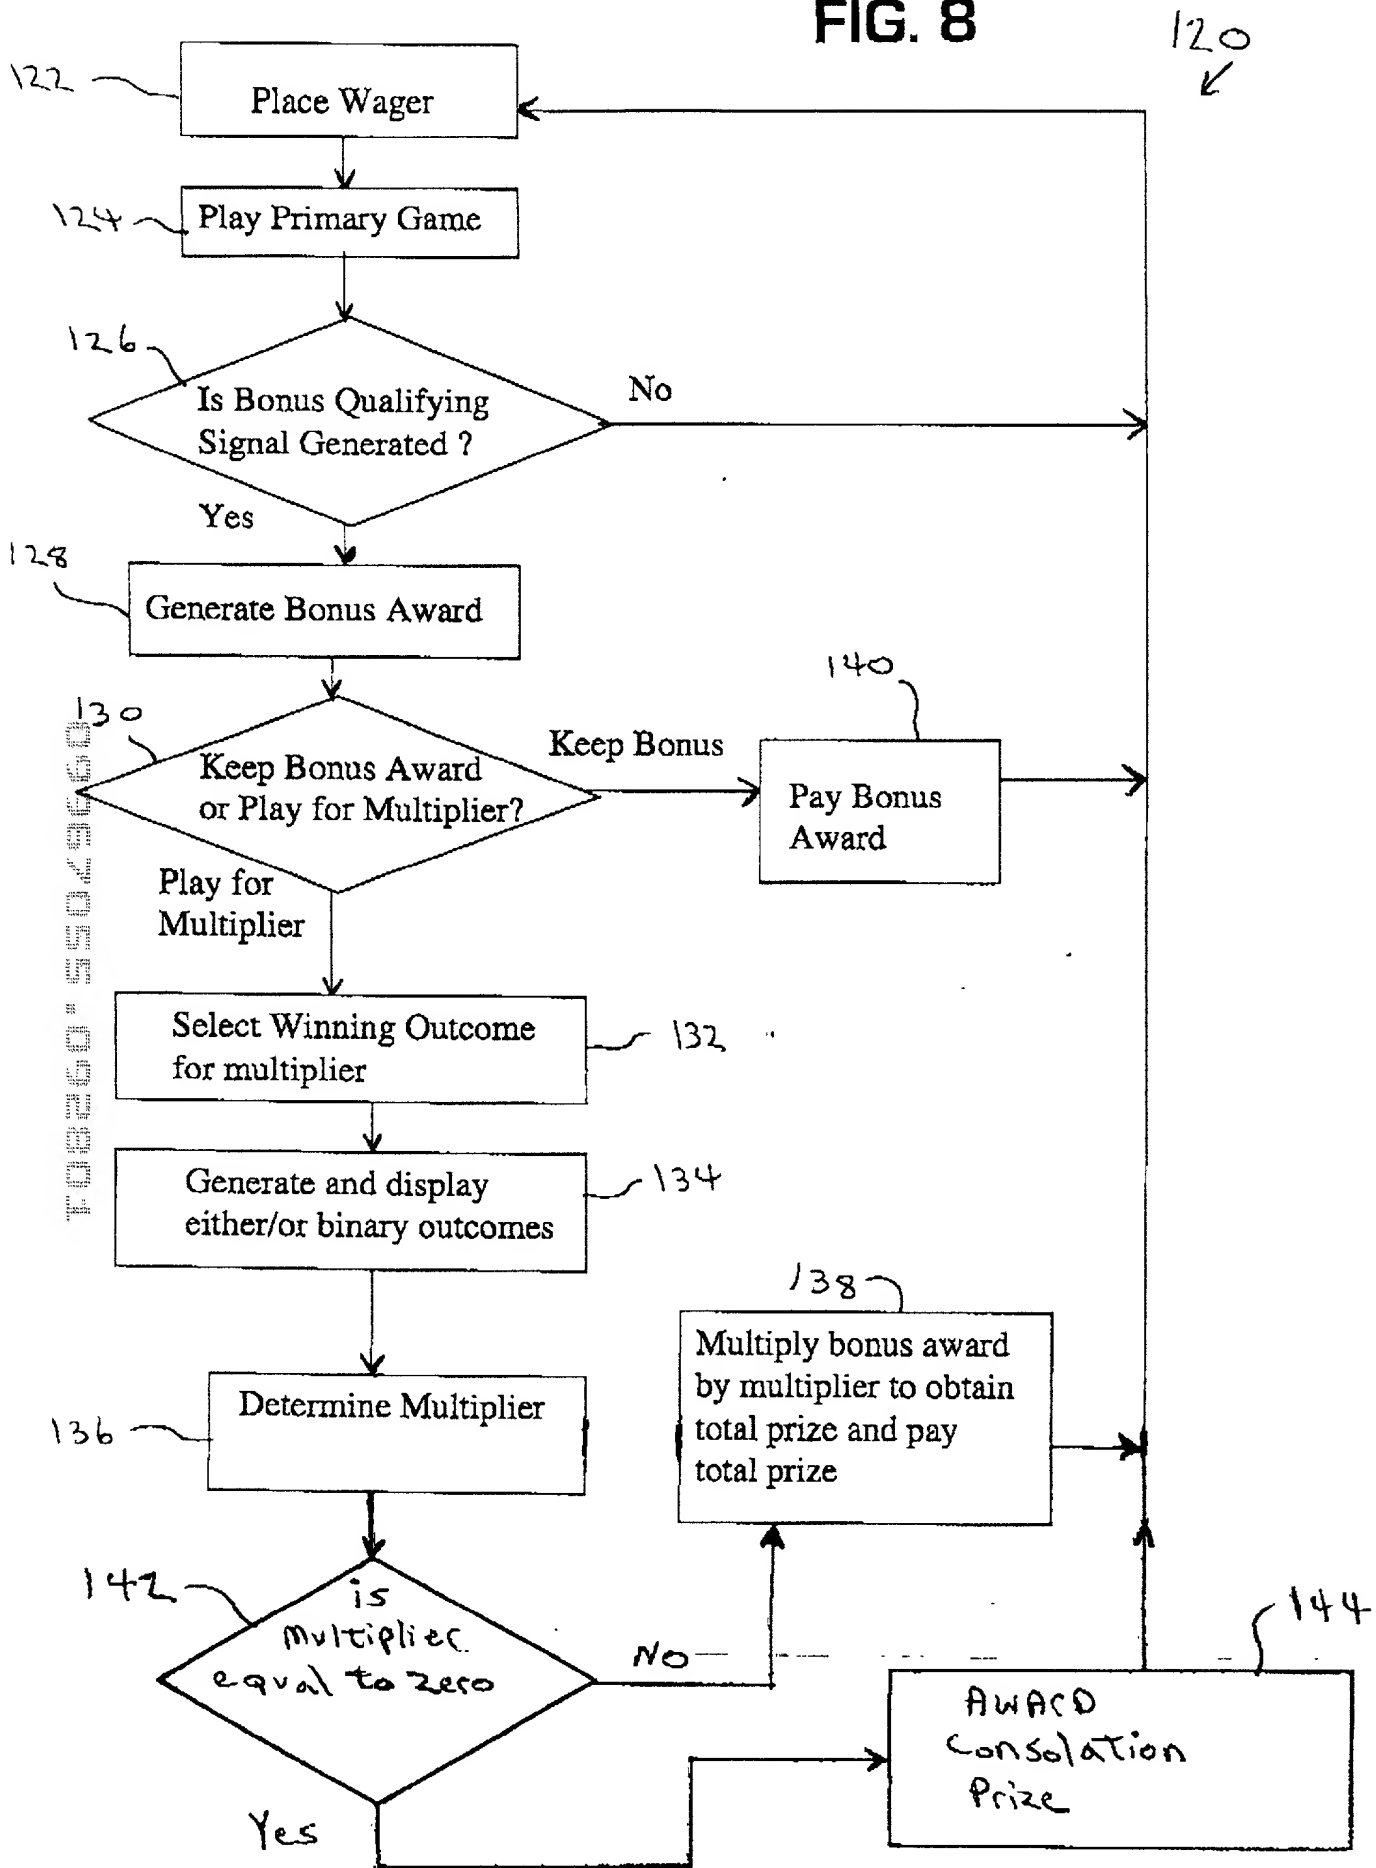 FIG. 8
120
122
Place Wager
124
Play Primary Game
126
Is Bonus Qualifying
Signal Generated ?
No
Yes
128
Generate Bonus Award
130
Keep Bonus Award
or Play for Multiplier?
Keep Bonus
140
Pay Bonus
Award
Play for
Multiplier
Select Winning Outcome
for multiplier
132
Generate and display
either/or binary outcomes
134
Determine Multiplier
136
138
Multiply bonus award
by multiplier to obtain
total prize and pay
total prize
142
is
Multiplier
equal to zero
No
Yes
144
AWARD
Consolation
Prize